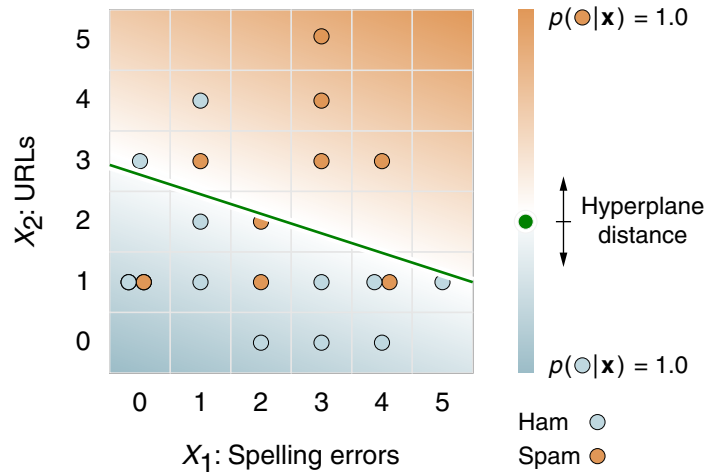 5
4
3
2
1
0
X2: URLs
0 1 2 3 4 5
X1: Spelling errors
p(|x) = 1.0
Hyperplane
distance
p(|x) = 1.0
Ham
Spam